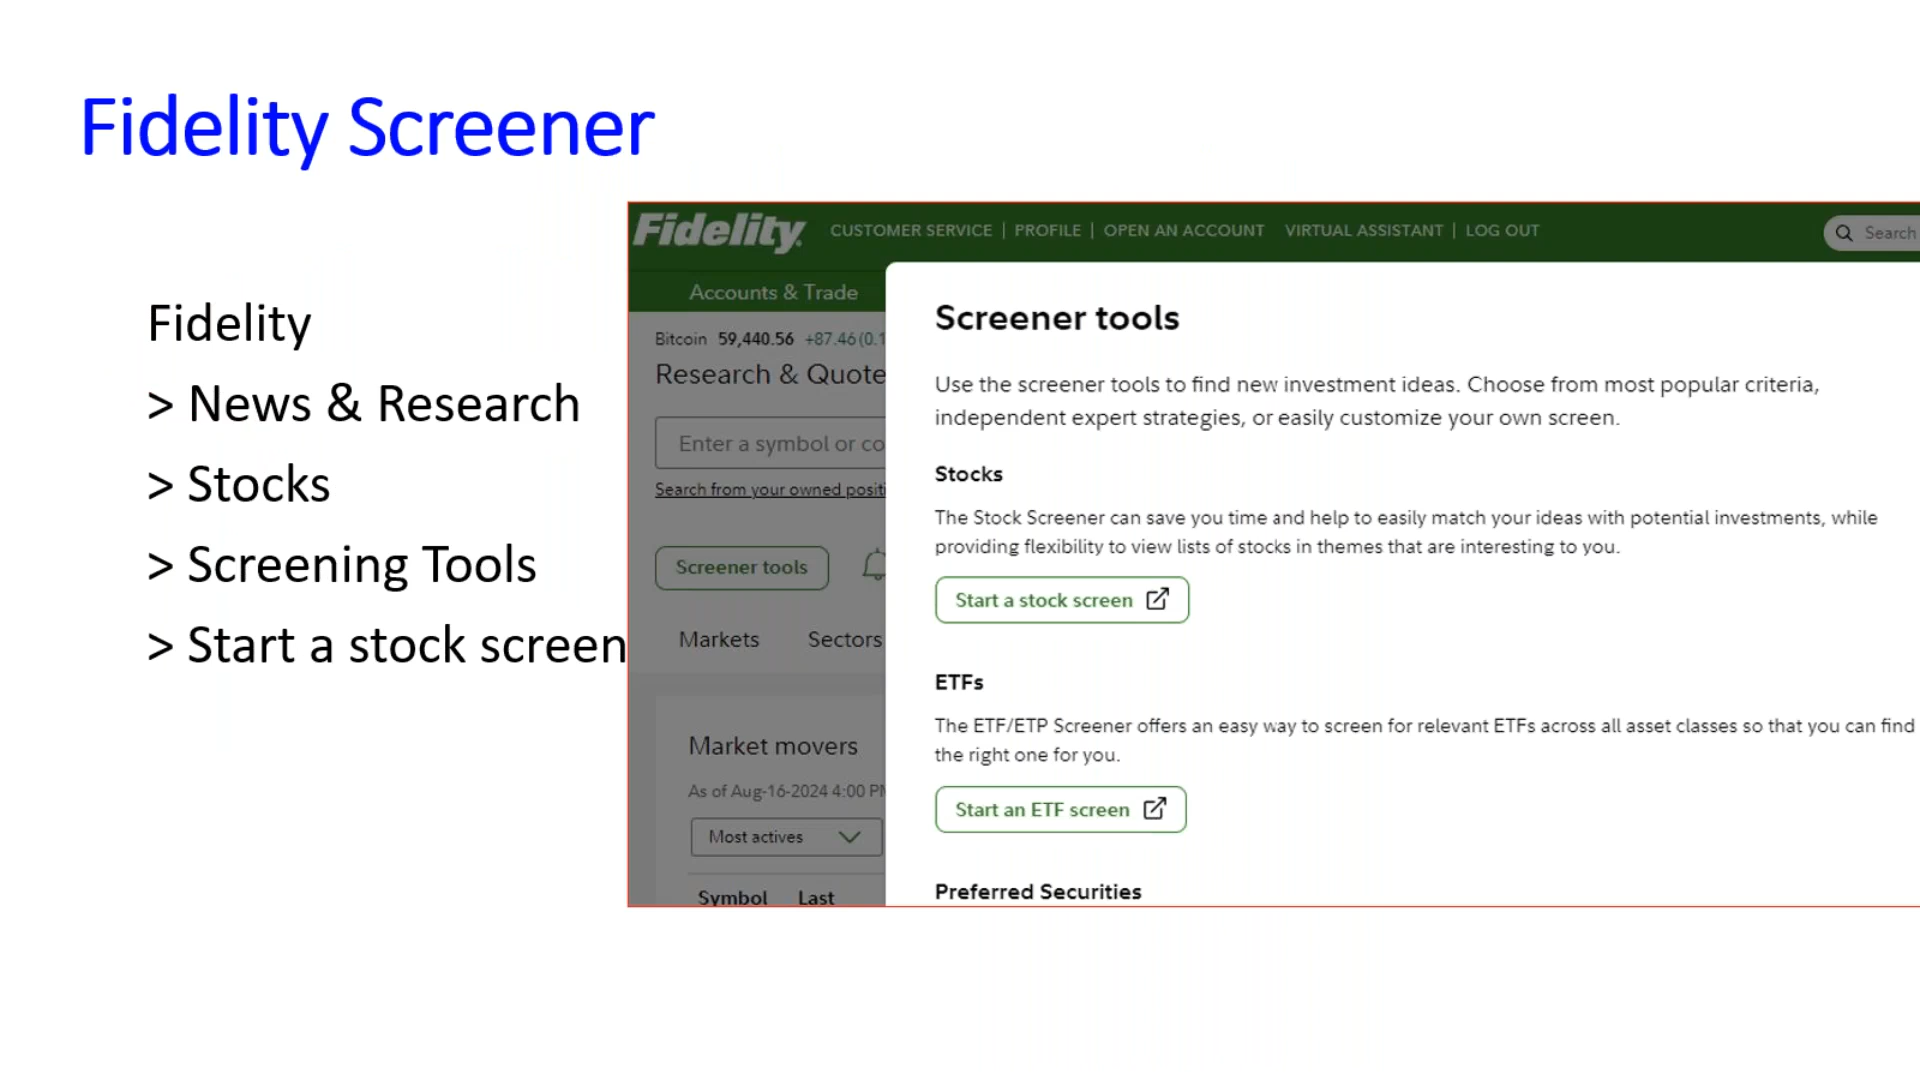 Fidelity Screener
Fidelity
> News & Research
> Stocks
> Screening Tools
> Start a stock screen
Fidelity
CUSTOMER SERVICE | PROFILE | OPEN AN ACCOUNT VIRTUAL ASSISTANT | LOG OUT
Search
Accounts & Trade
Bitcoin 59,440.56 +87.46 (0.1
Research & Quote
Enter a symbol or co
Search from your owned positi
Screener tools
Markets Sectors
Market movers
As of Aug-16-2024 4:00 PM
Most actives
Symbol Last
Screener tools
Use the screener tools to find new investment ideas. Choose from most popular criteria,
independent expert strategies, or easily customize your own screen.
Stocks
The Stock Screener can save you time and help to easily match your ideas with potential investments, while
providing flexibility to view lists of stocks in themes that are interesting to you.
Start a stock screen
ETFs
The ETF/ETP Screener offers an easy way to screen for relevant ETFs across all asset classes so that you can find
the right one for you.
Start an ETF screen
Preferred Securities